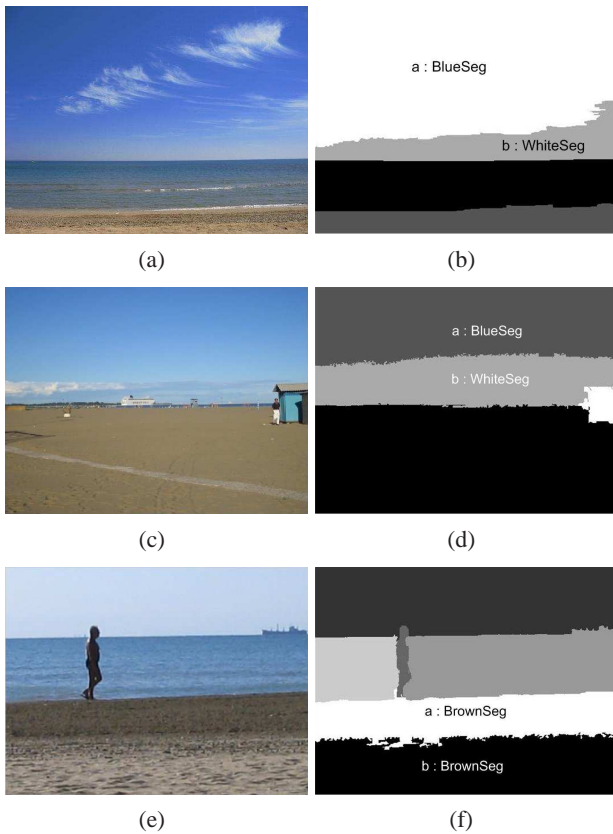 a : BlueSeg
b : WhiteSeg
(a)
(b)
a : BlueSeg
b : WhiteSeg
(c)
(d)
a : BrownSeg
b : BrownSeg
(e)
(f)